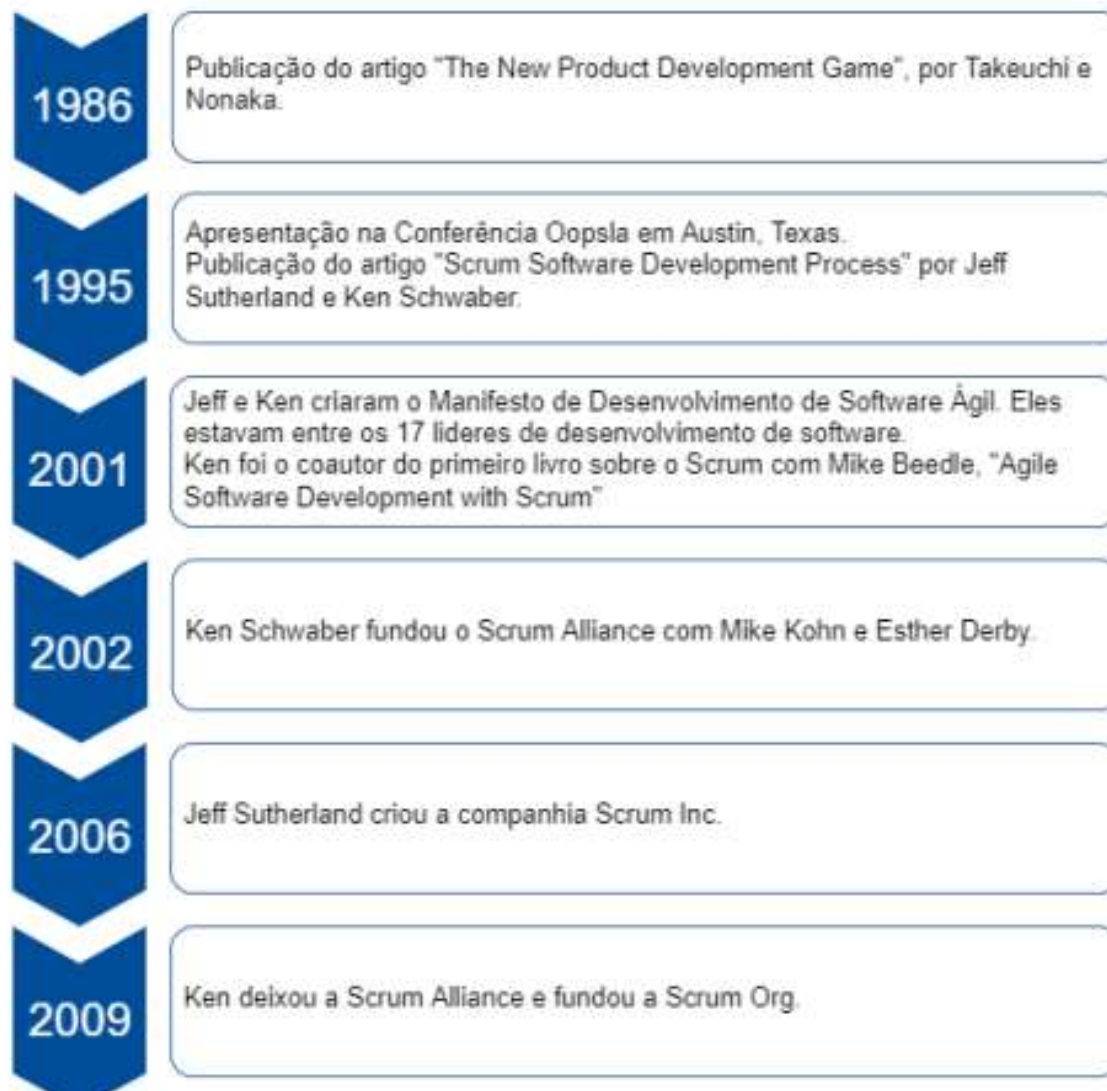 1986
Publicação do artigo "The New Product Development Game", por Takeuchi e
Nonaka.
1995
Apresentação na Conferência Oopsla em Austin, Texas.
Publicação do artigo "Scrum Software Development Process" por Jeff
Sutherland e Ken Schwaber.
2001
Jeff e Ken criaram o Manifesto de Desenvolvimento de Software Ágil. Eles
estavam entre os 17 lideres de desenvolvimento de software.
Ken foi o coautor do primeiro livro sobre o Scrum com Mike Beedle, "Agile
Software Development with Scrum"
2002
Ken Schwaber fundou o Scrum Alliance com Mike Kohn e Esther Derby.
2006
Jeff Sutherland criou a companhia Scrum Inc.
2009
Ken deixou a Scrum Alliance e fundou a Scrum Org.